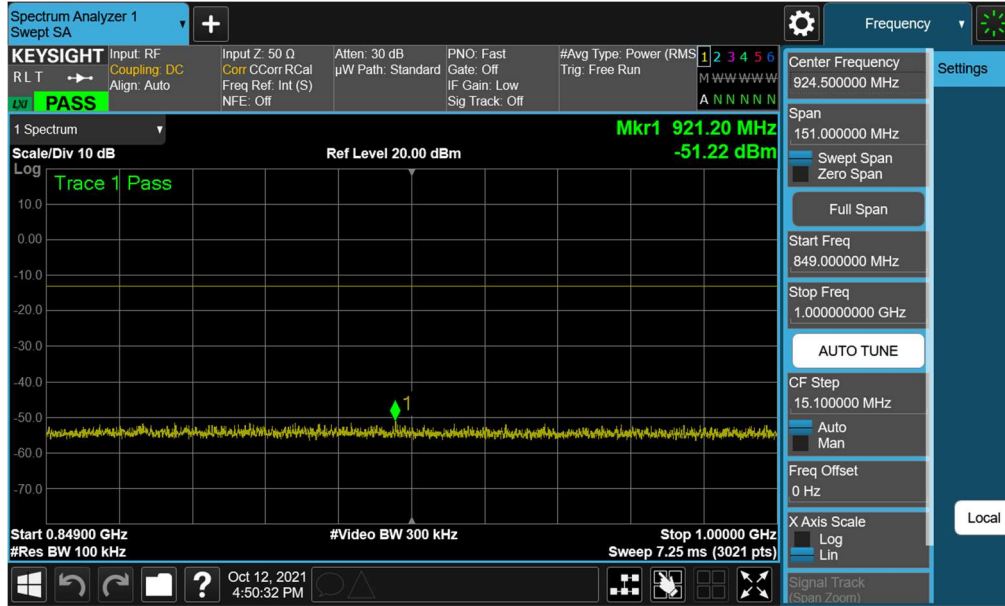 Spectrum Analyzer 1
Swept SA
Frequency
KEYSIGHT
RLT
LXI
PASS
Input: RF
Coupling: DC
Align: Auto
Input Z: 50 Ω
Corr CCorr RCal
Freq Ref: Int (S)
NFE: Off
Atten: 30 dB
µW Path: Standard
PNO: Fast
Gate: Off
IF Gain: Low
Sig Track: Off
#Avg Type: Power (RMS
Trig: Free Run
1 2 3 4 5 6
M W W W W W
A N N N N N
1 Spectrum
Scale/Div 10 dB
Ref Level 20.00 dBm
Mkr1 921.20 MHz
-51.22 dBm
Log
Trace 1 Pass
10.0
0.00
-10.0
-20.0
-30.0
-40.0
-50.0
-60.0
-70.0
1
Start 0.84900 GHz
#Res BW 100 kHz
#Video BW 300 kHz
Stop 1.00000 GHz
Sweep 7.25 ms (3021 pts)
?
Oct 12, 2021
4:50:32 PM
Center Frequency
924.500000 MHz
Span
151.000000 MHz
Swept Span
Zero Span
Full Span
Start Freq
849.000000 MHz
Stop Freq
1.000000000 GHz
AUTO TUNE
CF Step
15.100000 MHz
Auto
Man
Freq Offset
0 Hz
X Axis Scale
Log
Lin
Signal Track
(Span Zoom)
Settings
Local